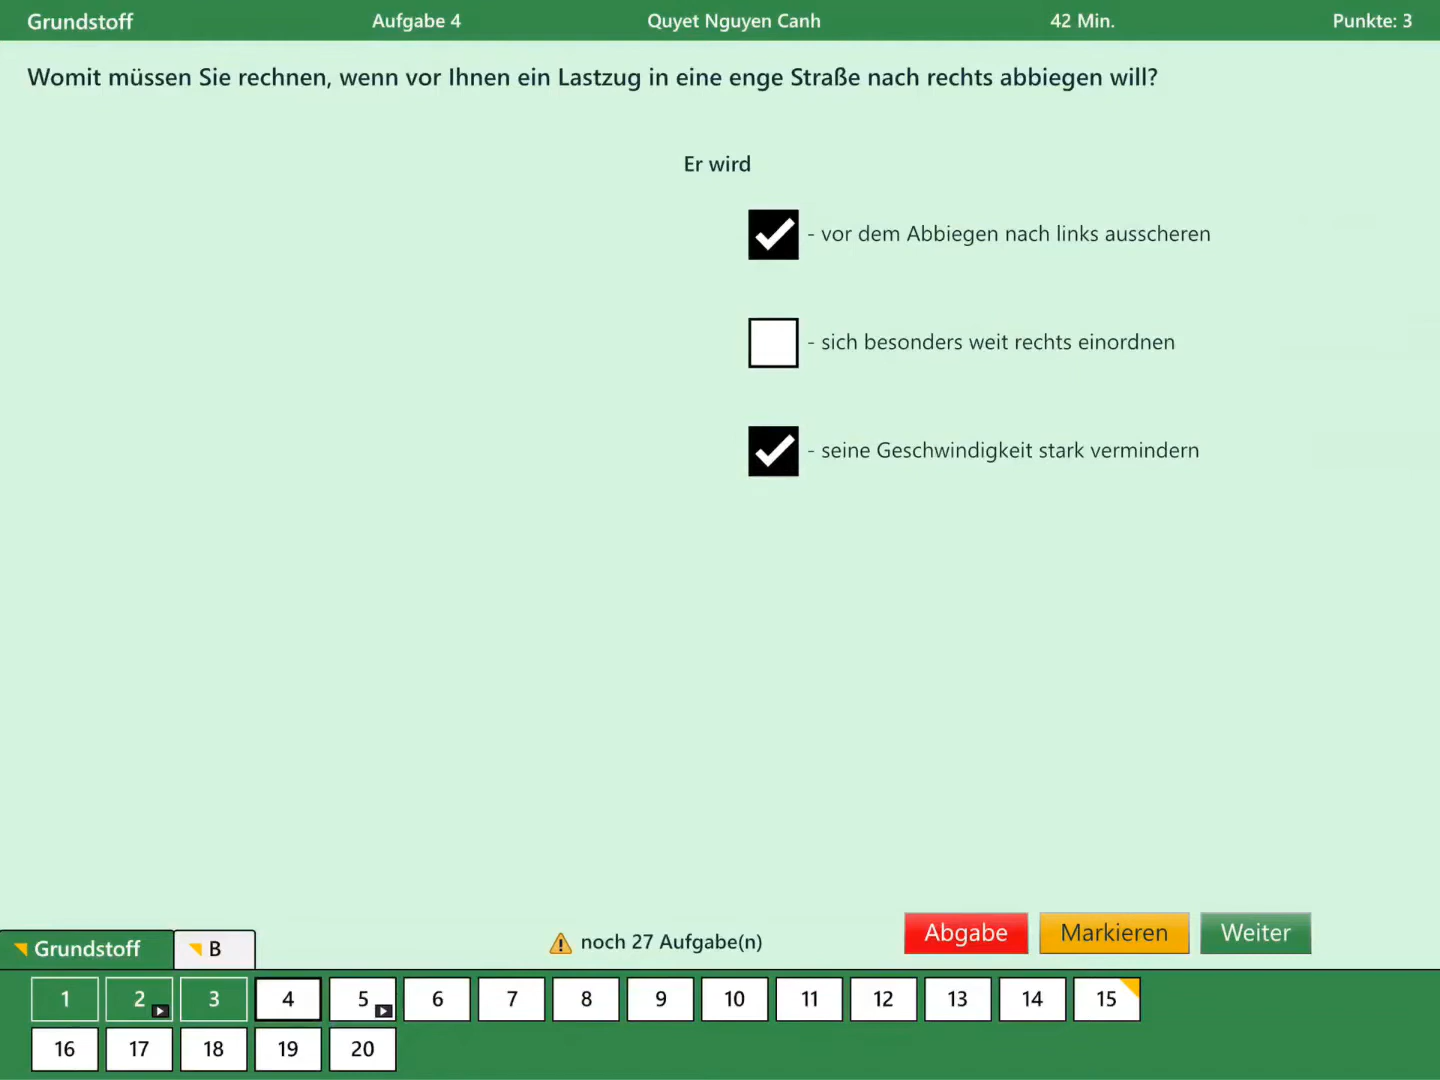 Grundstoff Aufgabe 4 Quyet Nguyen Canh 42 Min. Punkte: 3
Womit müssen Sie rechnen, wenn vor Ihnen ein Lastzug in eine enge Straße nach rechts abbiegen will?
Er wird
- vor dem Abbiegen nach links ausscheren
- sich besonders weit rechts einordnen
- seine Geschwindigkeit stark vermindern
Grundstoff B noch 27 Aufgabe(n) Abgabe Markieren Weiter
1 2 3 4 5 6 7 8 9 10 11 12 13 14 15
16 17 18 19 20